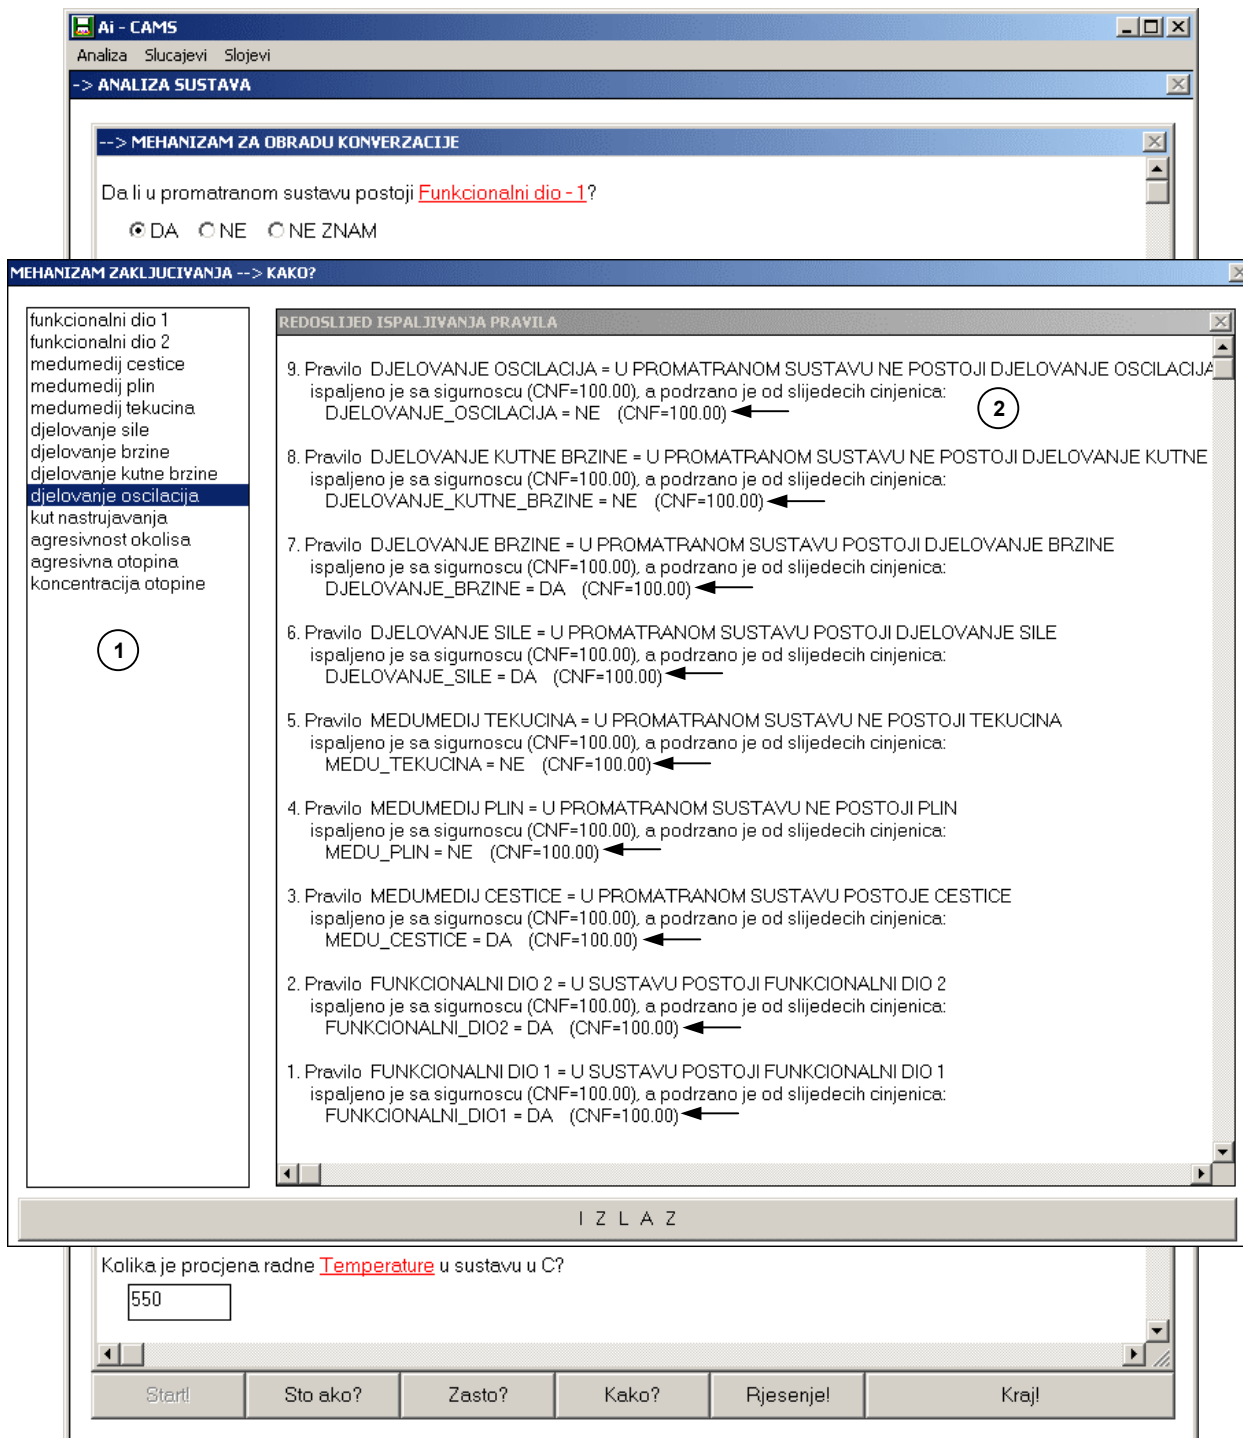 Ai - CAMS
Analiza Slucajevi Slojevi
-> ANALIZA SUSTAVA
--> MEHANIZAM ZA OBRADU KONVERZACIJE
Da li u promatranom sustavu postoji Funkcionalni dio - 1?
DA NE NE ZNAM
MEHANIZAM ZAKLJUCIVANJA --> KAKO?
funkcionalni dio 1
funkcionalni dio 2
medumedij cestice
medumedij plin
medumedij tekucina
djelovanje sile
djelovanje brzine
djelovanje kutne brzine
djelovanje oscilacija
kut nastrujavanja
agresivnost okolisa
agresivna otopina
koncentracija otopine
1
REDOSLIJED ISPALJIVANJA PRAVILA
9. Pravilo DJELOVANJE OSCILACIJA = U PROMATRANOM SUSTAVU NE POSTOJI DJELOVANJE OSCILACIJA
ispaljeno je sa sigurnoscu (CNF=100.00), a podrzano je od slijedecih cinjenica:
DJELOVANJE_OSCILACIJA = NE (CNF=100.00)
2
8. Pravilo DJELOVANJE KUTNE BRZINE = U PROMATRANOM SUSTAVU NE POSTOJI DJELOVANJE KUTNE
ispaljeno je sa sigurnoscu (CNF=100.00), a podrzano je od slijedecih cinjenica:
DJELOVANJE_KUTNE_BRZINE = NE (CNF=100.00)
7. Pravilo DJELOVANJE BRZINE = U PROMATRANOM SUSTAVU POSTOJI DJELOVANJE BRZINE
ispaljeno je sa sigurnoscu (CNF=100.00), a podrzano je od slijedecih cinjenica:
DJELOVANJE_BRZINE = DA (CNF=100.00)
6. Pravilo DJELOVANJE SILE = U PROMATRANOM SUSTAVU POSTOJI DJELOVANJE SILE
ispaljeno je sa sigurnoscu (CNF=100.00), a podrzano je od slijedecih cinjenica:
DJELOVANJE_SILE = DA (CNF=100.00)
5. Pravilo MEDUMEDIJ TEKUCINA = U PROMATRANOM SUSTAVU NE POSTOJI TEKUCINA
ispaljeno je sa sigurnoscu (CNF=100.00), a podrzano je od slijedecih cinjenica:
MEDU_TEKUCINA = NE (CNF=100.00)
4. Pravilo MEDUMEDIJ PLIN = U PROMATRANOM SUSTAVU NE POSTOJI PLIN
ispaljeno je sa sigurnoscu (CNF=100.00), a podrzano je od slijedecih cinjenica:
MEDU_PLIN = NE (CNF=100.00)
3. Pravilo MEDUMEDIJ CESTICE = U PROMATRANOM SUSTAVU POSTOJE CESTICE
ispaljeno je sa sigurnoscu (CNF=100.00), a podrzano je od slijedecih cinjenica:
MEDU_CESTICE = DA (CNF=100.00)
2. Pravilo FUNKCIONALNI DIO 2 = U SUSTAVU POSTOJI FUNKCIONALNI DIO 2
ispaljeno je sa sigurnoscu (CNF=100.00), a podrzano je od slijedecih cinjenica:
FUNKCIONALNI_DIO2 = DA (CNF=100.00)
1. Pravilo FUNKCIONALNI DIO 1 = U SUSTAVU POSTOJI FUNKCIONALNI DIO 1
ispaljeno je sa sigurnoscu (CNF=100.00), a podrzano je od slijedecih cinjenica:
FUNKCIONALNI_DIO1 = DA (CNF=100.00)
I Z L A Z
Kolika je procjena radne Temperature u sustavu u C?
550
Start! Sto ako? Zasto? Kako? Rjesenje! Kraj!